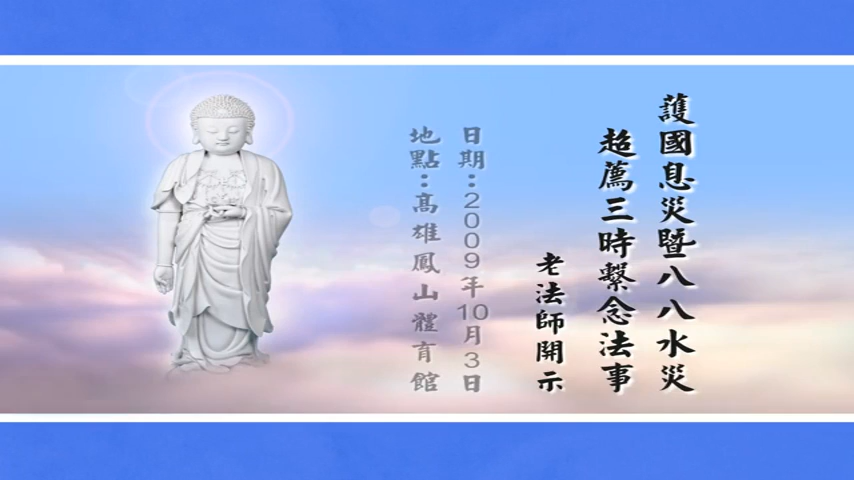 護國息災暨八八水災
超薦三時繫念法事
老法師開示
日期：2009年10月3日
地點：高雄鳳山體育館